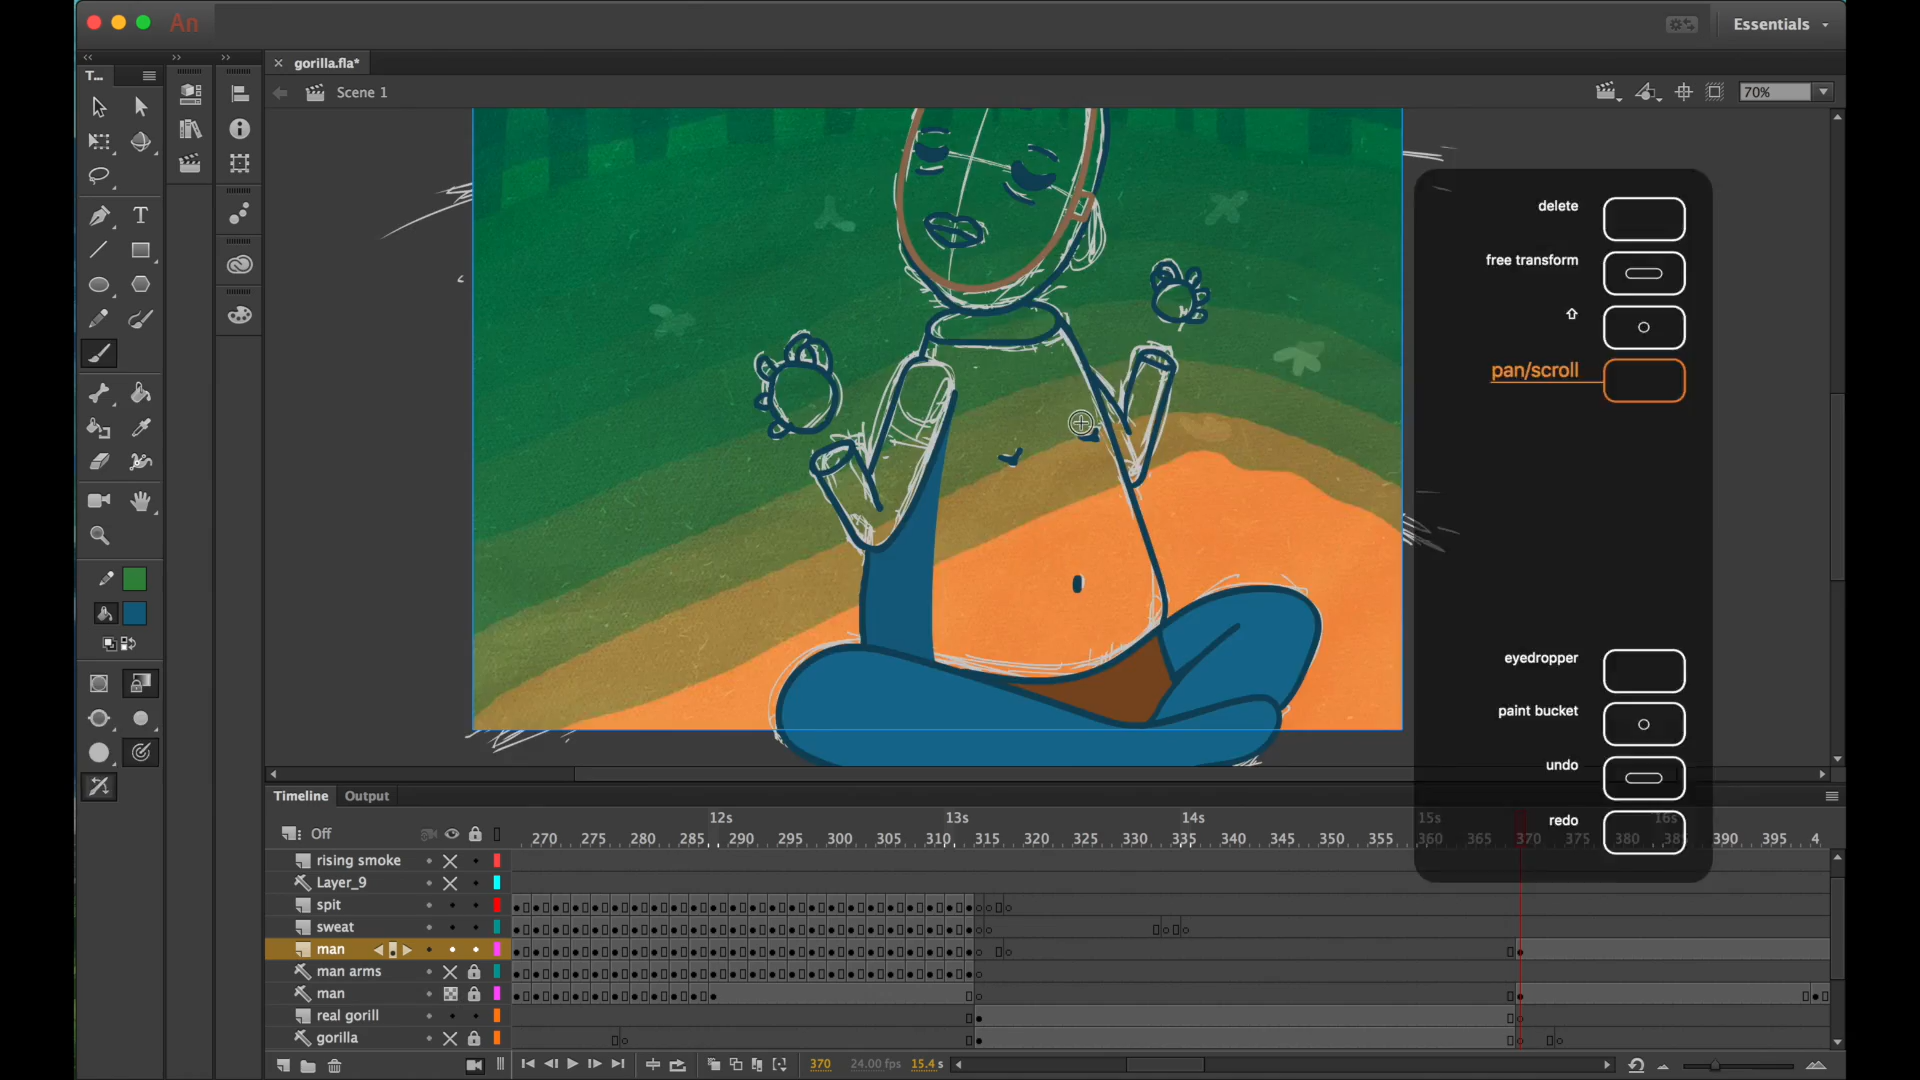 An
Essentials
T...
gorilla.fla*
Scene 1
70%
T
delete
free transform
⇧
pan/scroll
eyedropper
paint bucket
undo
redo
Timeline
Output
12s 13s 14s 15s 16s
Off
270 275 280 285 290 295 300 305 310 315 320 325 330 335 340 345 350 355 360 365 370 375 380 385 390 395 4
rising smoke
Layer_9
spit
sweat
man
man arms
man
real gorill
gorilla
370
24.00 fps
15.4 s